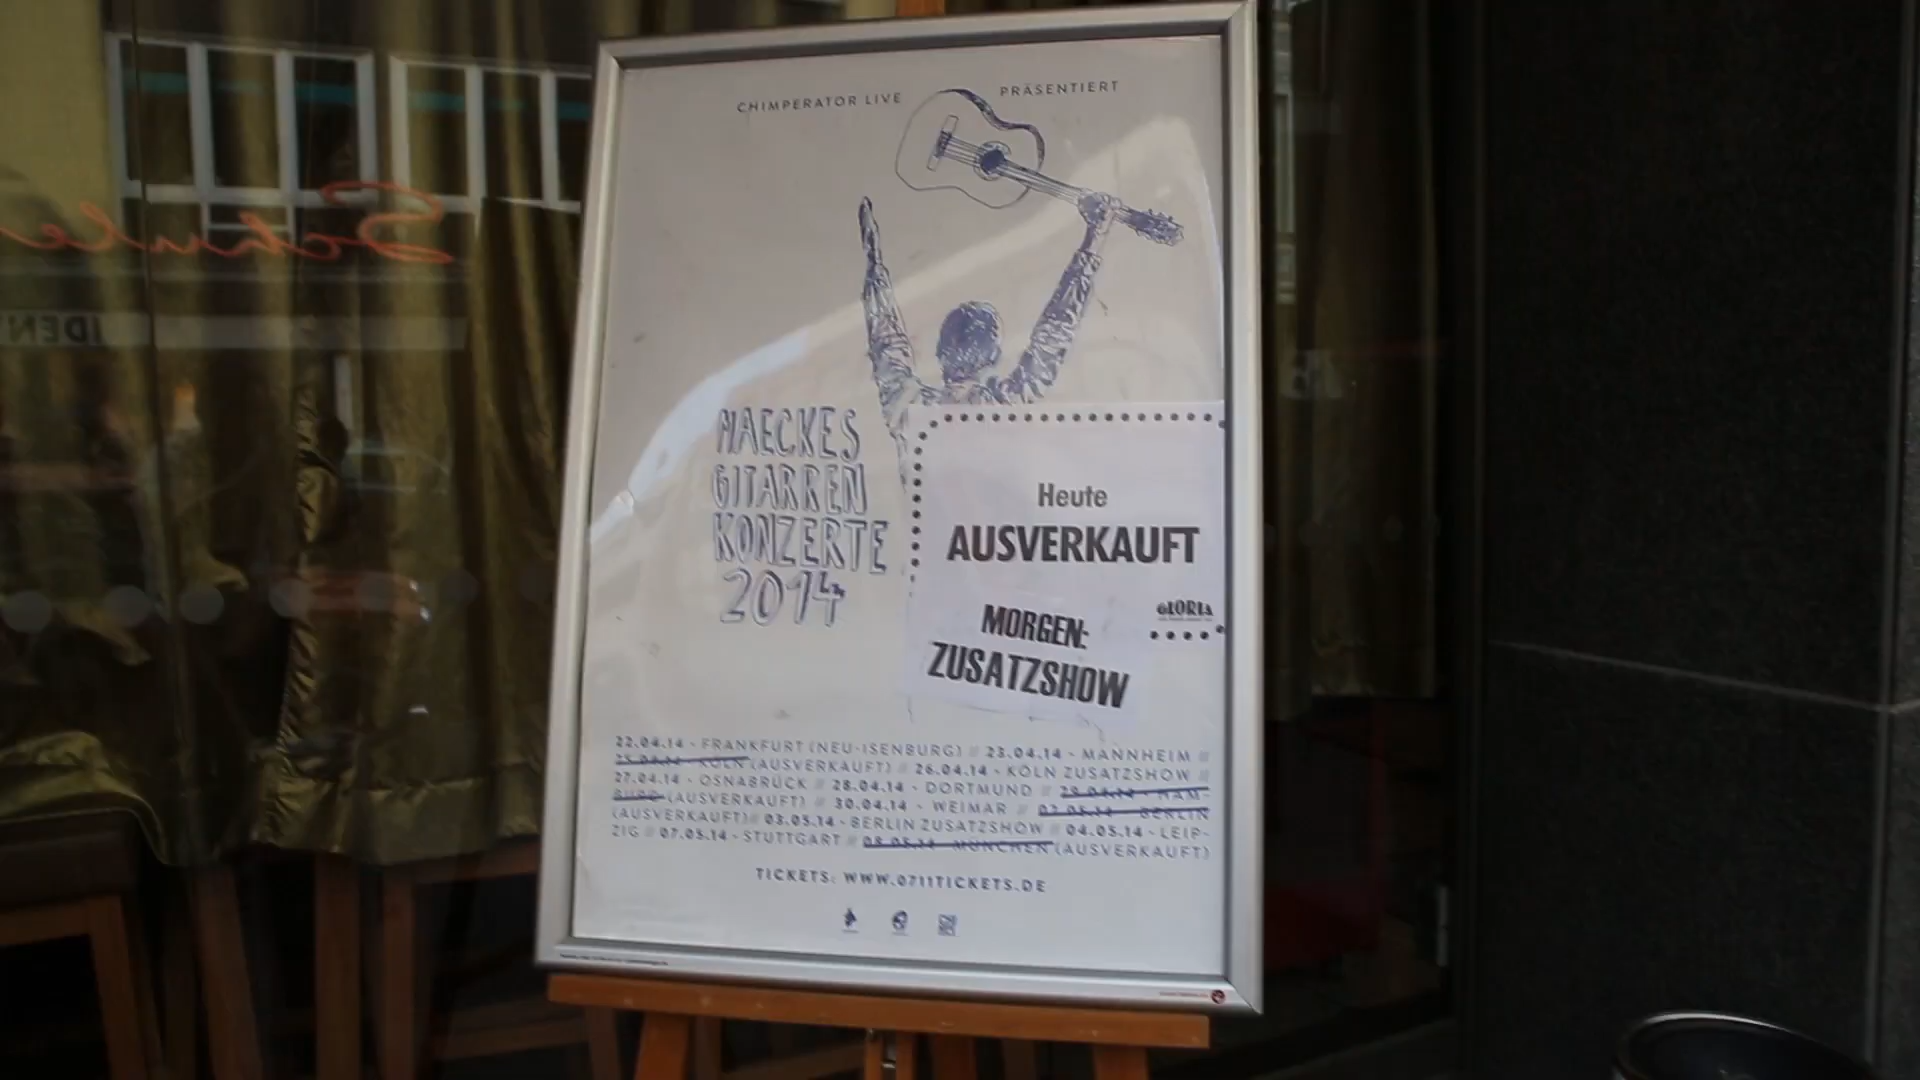 CHIMPERATOR LIVE PRÄSENTIERT
MAECKES
GITARREN
KONZERTE
2014
Heute
AUSVERKAUFT
GLORIA
MORGEN:
ZUSATZSHOW
22.04.14 - FRANKFURT (NEU-ISENBURG) // 23.04.14 - MANNHEIM //
25.04.14 - KÖLN (AUSVERKAUFT) // 26.04.14 - KÖLN ZUSATZSHOW //
27.04.14 - OSNABRÜCK // 28.04.14 - DORTMUND // 29.04.14 - HAM-
BURG (AUSVERKAUFT) // 30.04.14 - WEIMAR // 02.05.14 - BERLIN
(AUSVERKAUFT) // 03.05.14 - BERLIN ZUSATZSHOW // 04.05.14 - LEIP-
ZIG // 07.05.14 - STUTTGART // 08.05.14 - MÜNCHEN (AUSVERKAUFT)
TICKETS: WWW.0711TICKETS.DE